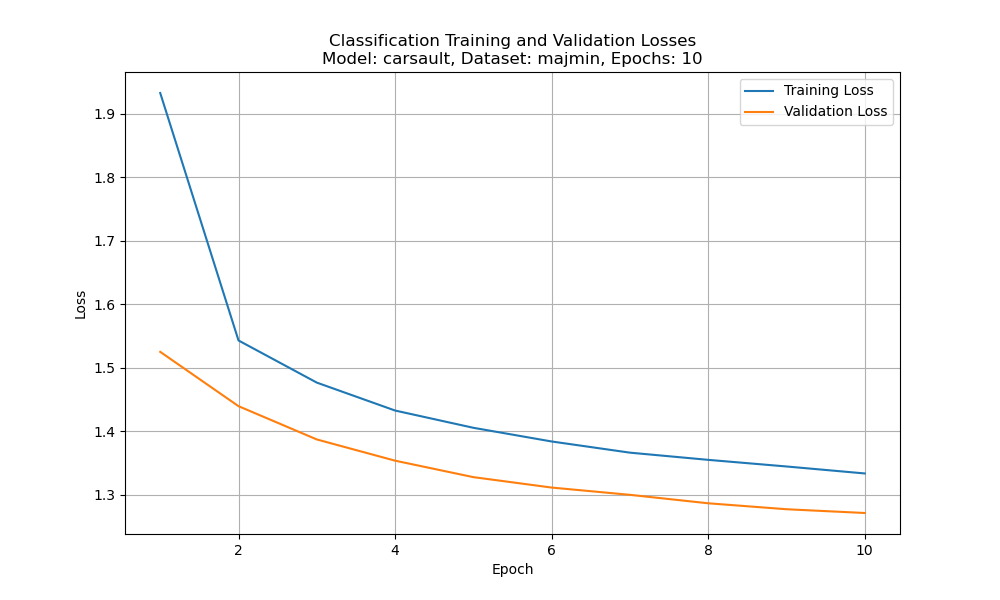 Classification Training and Validation Losses
Model: carsault, Dataset: majmin, Epochs: 10
Training Loss
Validation Loss
Loss
1.9
1.8
1.7
1.6
1.5
1.4
1.3
2 4 6 8 10
Epoch